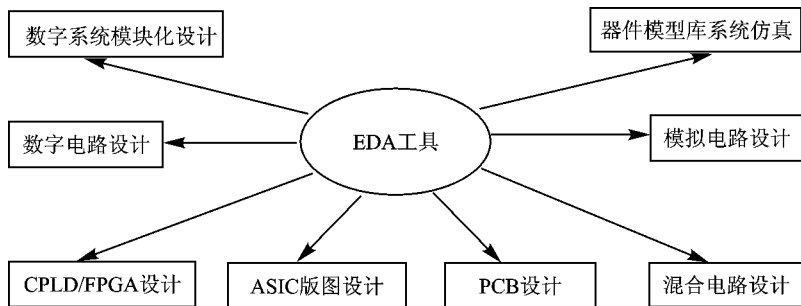 数字系统模块化设计
器件模型库系统仿真
数字电路设计
EDA工具
模拟电路设计
CPLD/FPGA设计
ASIC版图设计
PCB设计
混合电路设计